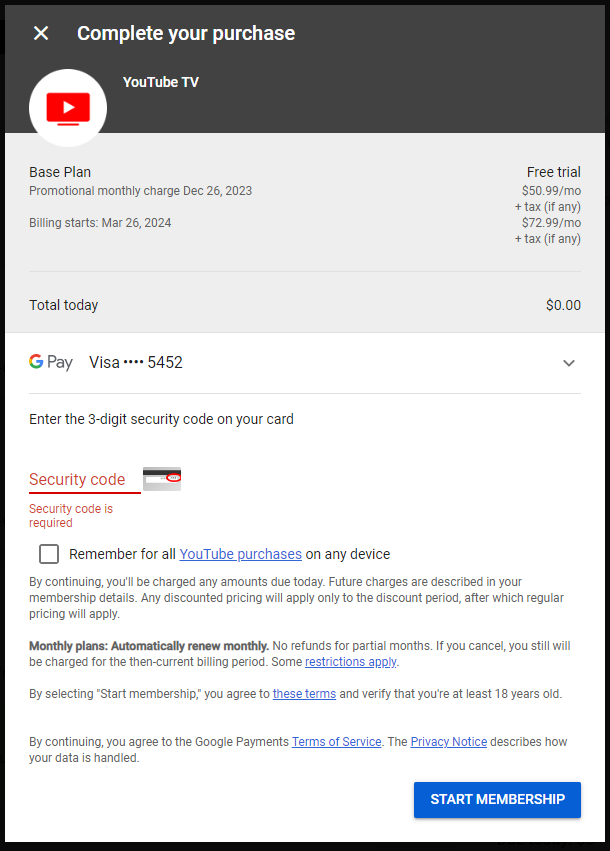 Complete your purchase
YouTube TV
Base Plan Free trial
Promotional monthly charge Dec 26, 2023 $50.99/mo
+ tax (if any)
Billing starts: Mar 26, 2024 $72.99/mo
+ tax (if any)
Total today $0.00
G Pay Visa •••• 5452
Enter the 3-digit security code on your card
Security code
Security code is
required
Remember for all YouTube purchases on any device
By continuing, you'll be charged any amounts due today. Future charges are described in your
membership details. Any discounted pricing will apply only to the discount period, after which regular
pricing will apply.
Monthly plans: Automatically renew monthly. No refunds for partial months. If you cancel, you still will
be charged for the then-current billing period. Some restrictions apply.
By selecting "Start membership," you agree to these terms and verify that you're at least 18 years old.
By continuing, you agree to the Google Payments Terms of Service. The Privacy Notice describes how
your data is handled.
START MEMBERSHIP